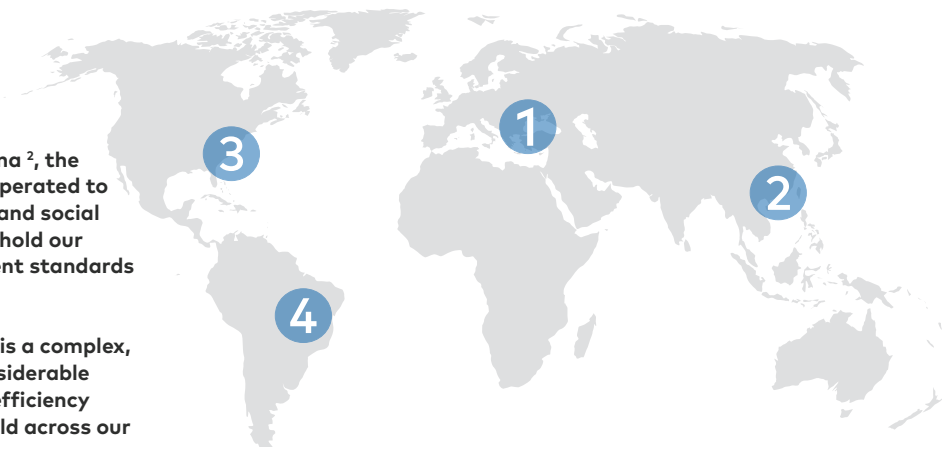 na ², the
perated to
and social
hold our
ent standards
is a complex,
siderable
efficiency
ld across our
1
2
3
4